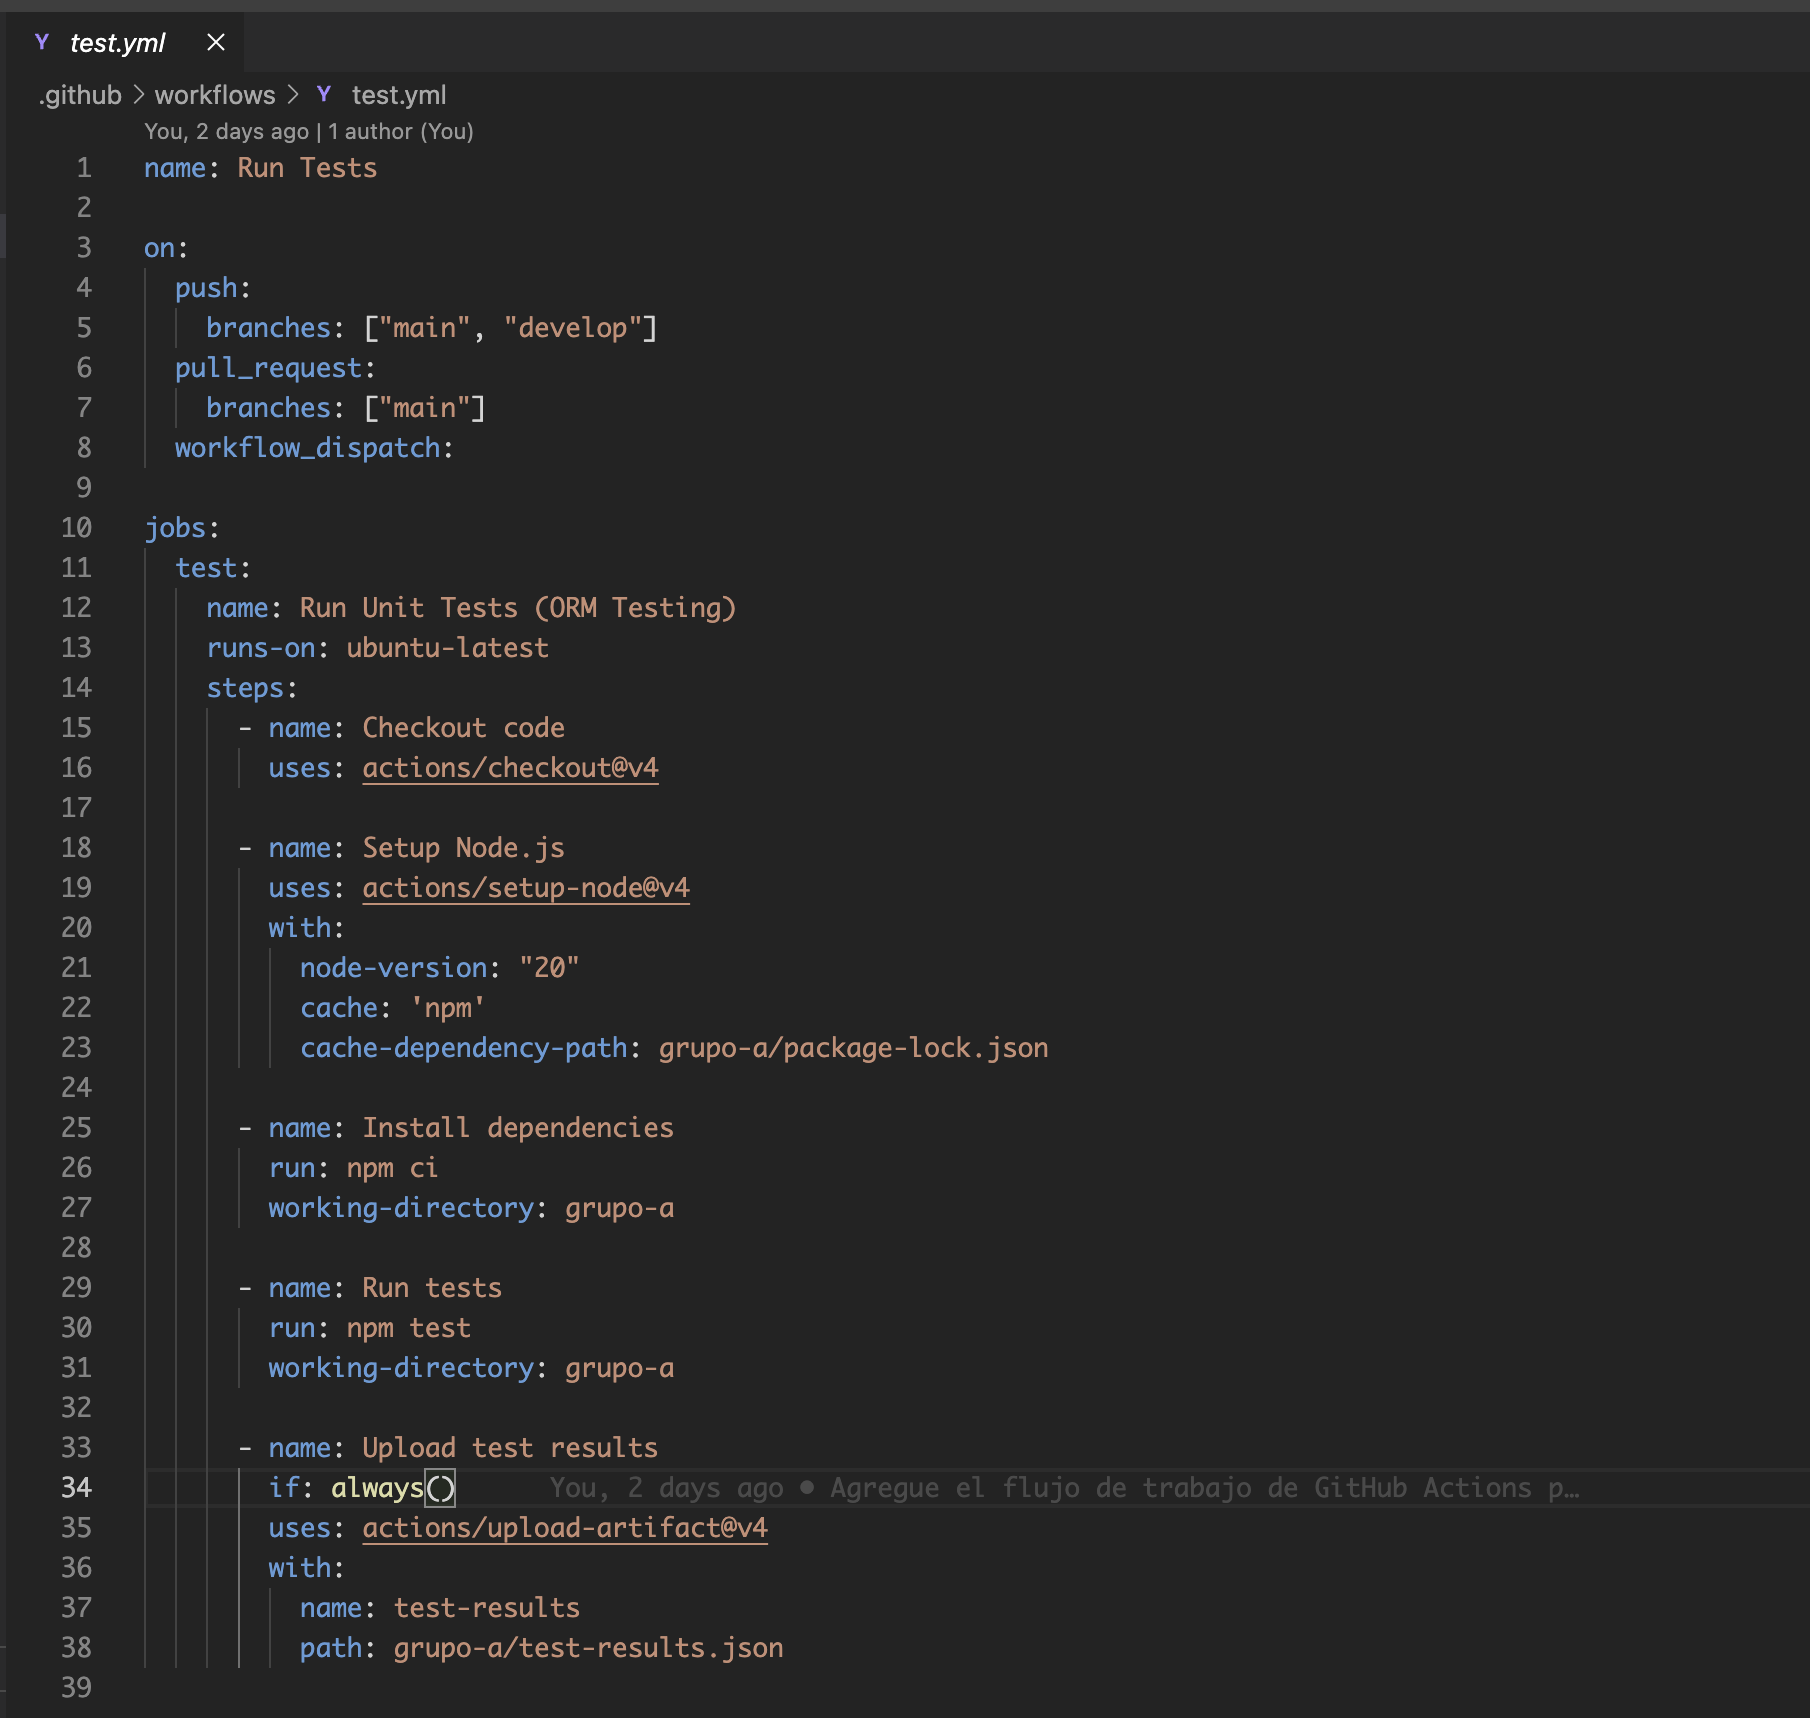 test.yml
.github > workflows > test.yml
You, 2 days ago | 1 author (You)
1 name: Run Tests
2
3 on:
4   push:
5     branches: ["main", "develop"]
6   pull_request:
7     branches: ["main"]
8   workflow_dispatch:
9
10 jobs:
11   test:
12     name: Run Unit Tests (ORM Testing)
13     runs-on: ubuntu-latest
14     steps:
15       - name: Checkout code
16         uses: actions/checkout@v4
17
18       - name: Setup Node.js
19         uses: actions/setup-node@v4
20         with:
21           node-version: "20"
22           cache: 'npm'
23           cache-dependency-path: grupo-a/package-lock.json
24
25       - name: Install dependencies
26         run: npm ci
27         working-directory: grupo-a
28
29       - name: Run tests
30         run: npm test
31         working-directory: grupo-a
32
33       - name: Upload test results
34         if: always()      You, 2 days ago • Agregue el flujo de trabajo de GitHub Actions p…
35         uses: actions/upload-artifact@v4
36         with:
37           name: test-results
38           path: grupo-a/test-results.json
39